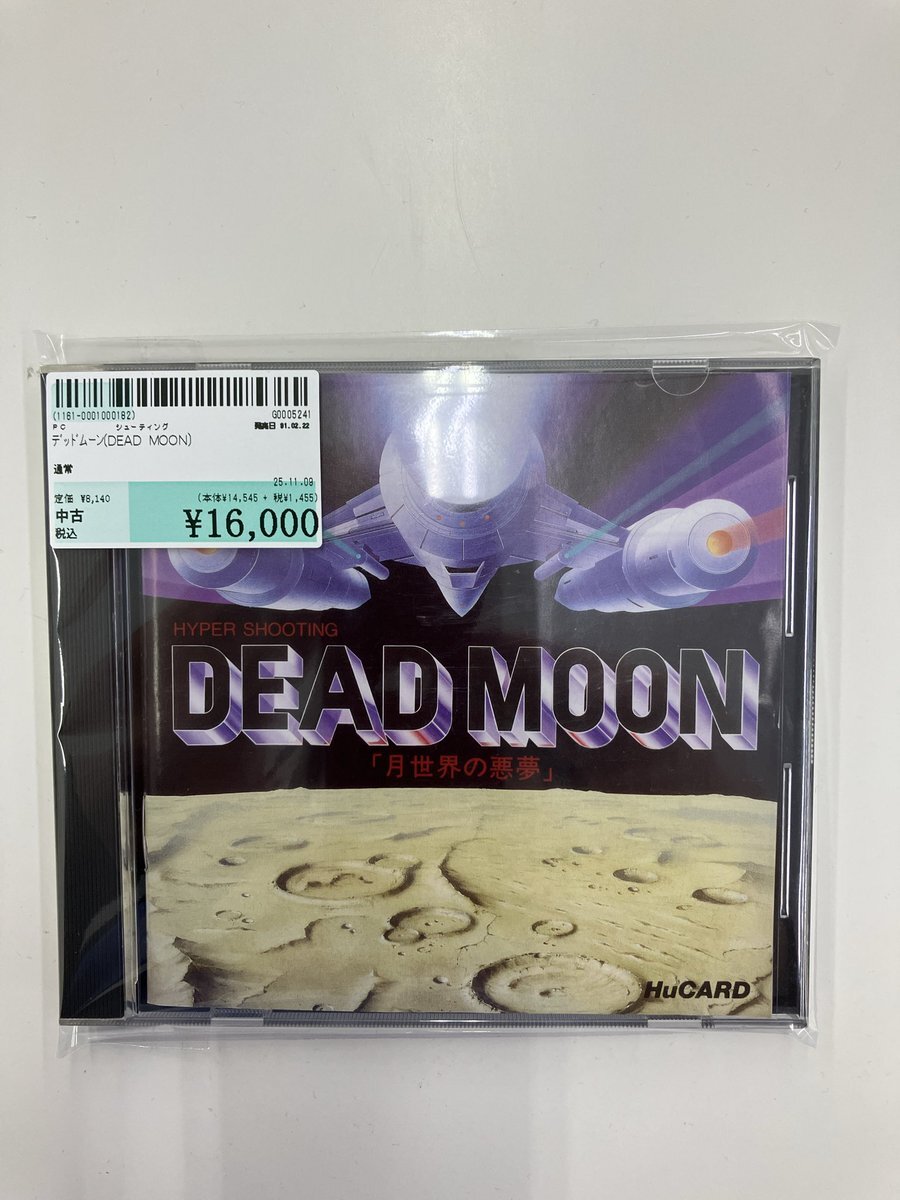 (1161-0001000182) G0005241
PC シューティング 発売日 91.02.22
デッドムーン(DEAD MOON)
通常
25.11.09
定価 ¥8,140 (本体¥14,545 + 税¥1,455)
中古
税込 ¥16,000
HYPER SHOOTING
DEAD MOON
「月世界の悪夢」
HuCARD